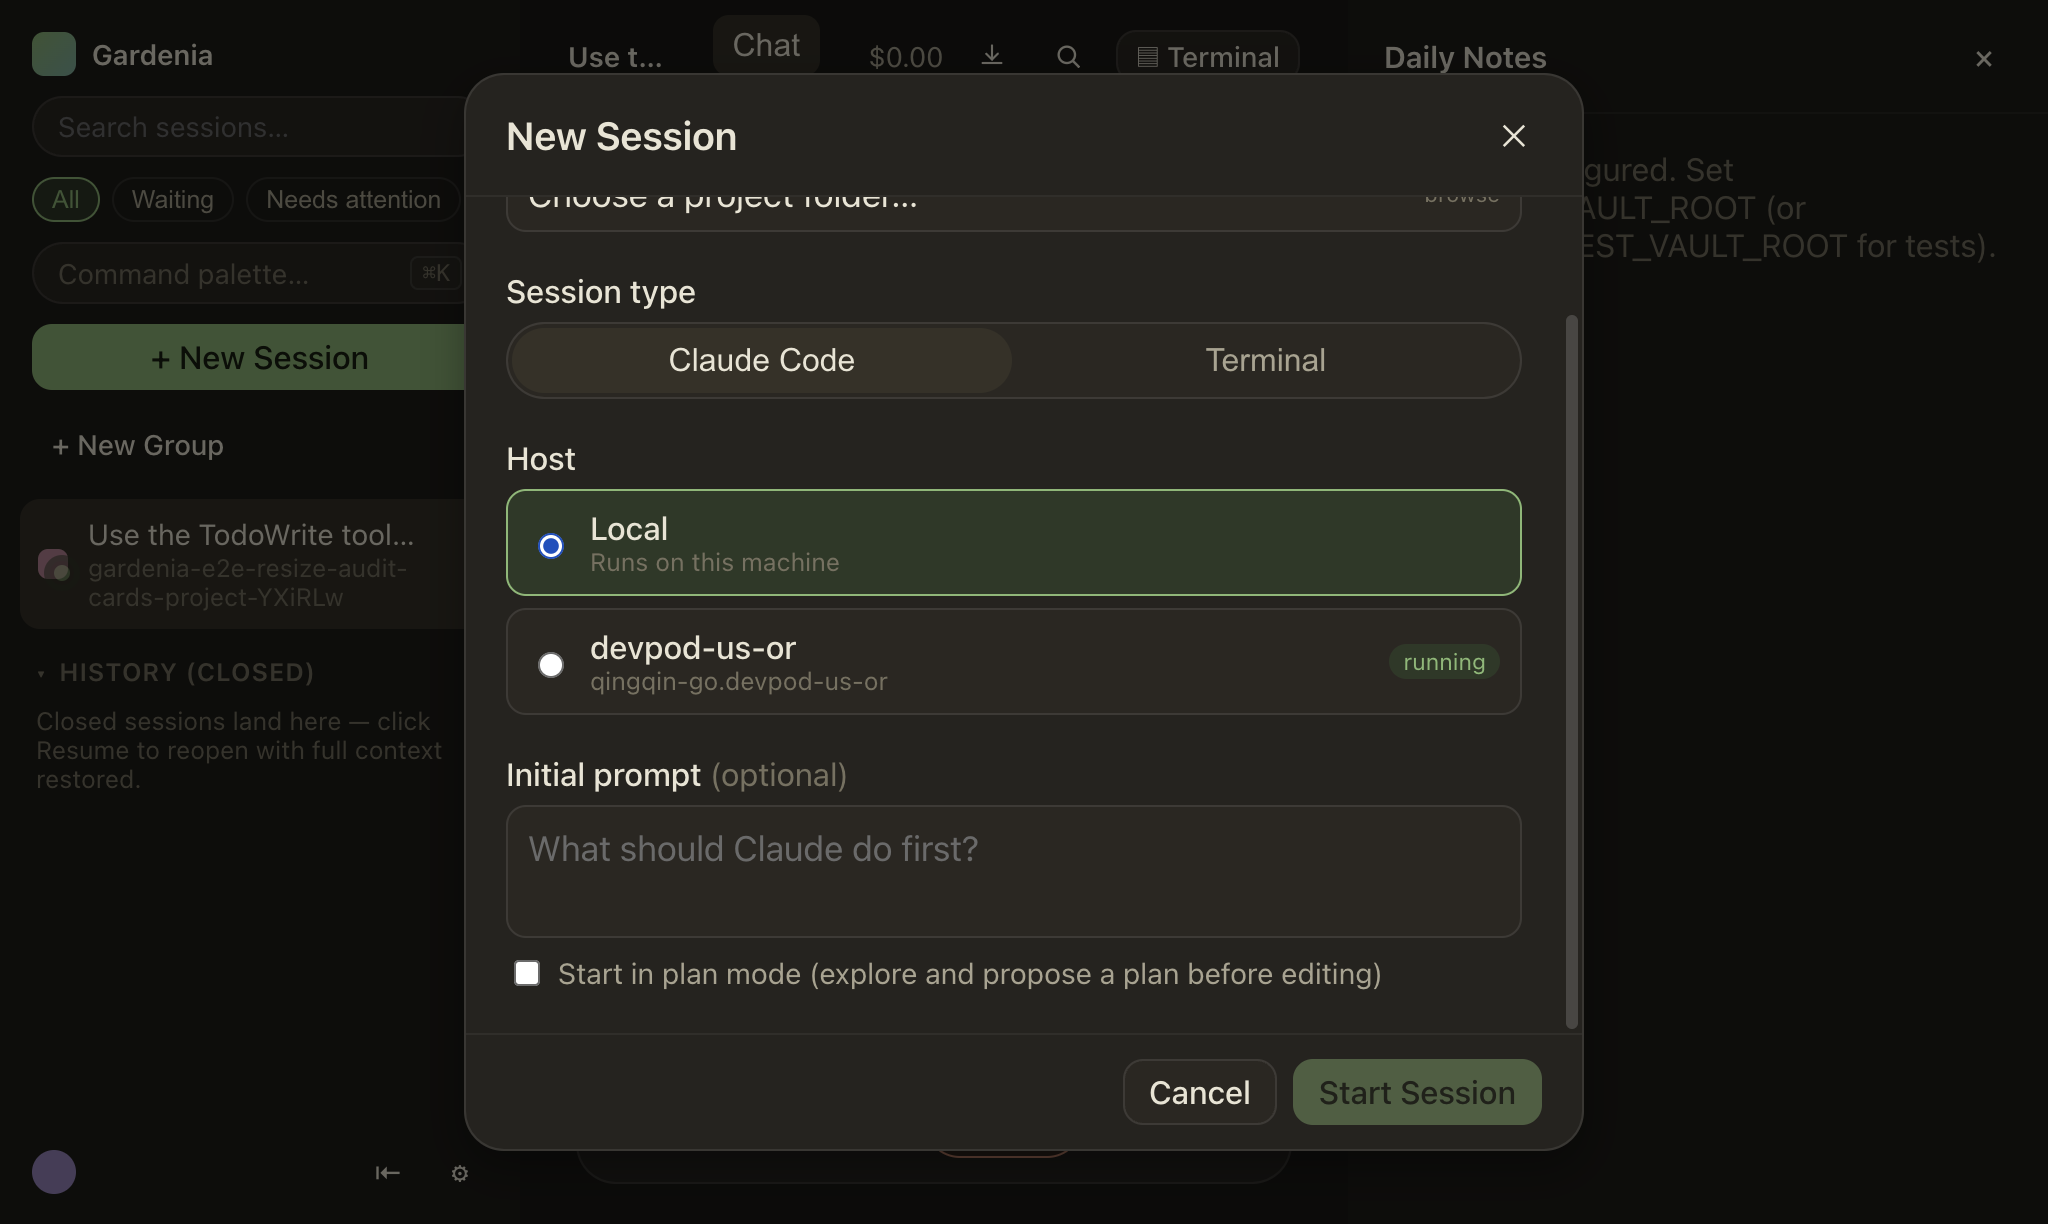 Gardenia
Search sessions...
All
Waiting
Needs attention
Command palette...
⌘K
+ New Session
+ New Group
Use the TodoWrite tool...
gardenia-e2e-resize-audit-
cards-project-YXiRLw
▾ HISTORY (CLOSED)
Closed sessions land here — click
Resume to reopen with full context
restored.
Use t...
Chat
$0.00
Terminal
Daily Notes
gured. Set
AULT_ROOT (or
EST_VAULT_ROOT for tests).
New Session
Choose a project folder...
browse
Session type
Claude Code
Terminal
Host
Local
Runs on this machine
devpod-us-or
qingqin-go.devpod-us-or
running
Initial prompt (optional)
What should Claude do first?
Start in plan mode (explore and propose a plan before editing)
Cancel
Start Session